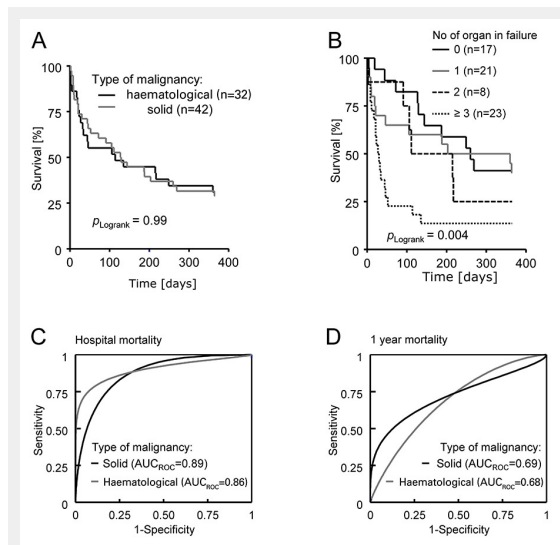 A
Type of malignancy:
haematological (n=32)
solid (n=42)
100
75
50
25
0
Survival [%]
pLogrank = 0.99
0 100 200 300 400
Time [days]
B
No of organ in failure
0 (n=17)
1 (n=21)
2 (n=8)
≥ 3 (n=23)
100
75
50
25
0
Survival [%]
pLogrank = 0.004
0 100 200 300 400
Time [days]
C
Hospital mortality
1
0.75
0.50
0.25
0
Sensitivity
Type of malignancy:
Solid (AUCROC=0.89)
Haematological (AUCROC=0.86)
0 0.25 0.50 0.75 1
1-Specificity
D
1 year mortality
1
0.75
0.50
0.25
0
Sensitivity
Type of malignancy:
Solid (AUCROC=0.69)
Haematological (AUCROC=0.68)
0 0.25 0.50 0.75 1
1-Specificity